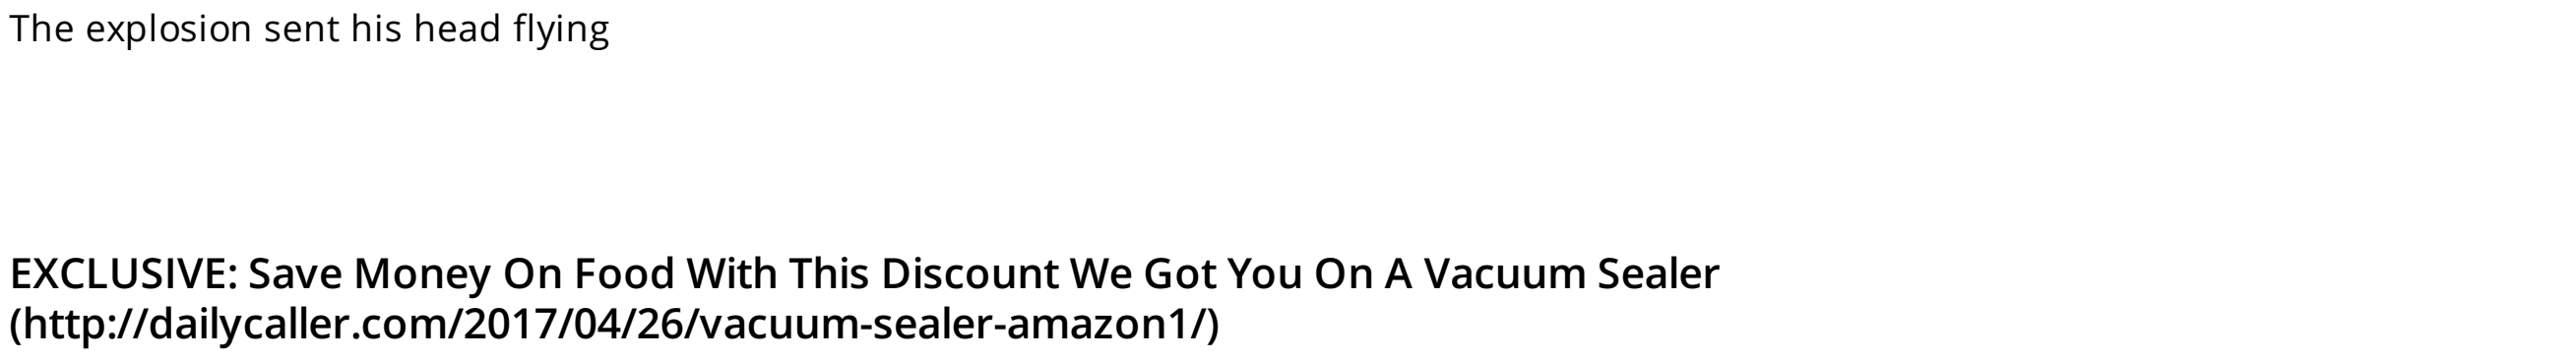 The explosion sent his head flying
EXCLUSIVE: Save Money On Food With This Discount We Got You On A Vacuum Sealer
(http://dailycaller.com/2017/04/26/vacuum-sealer-amazon1/)